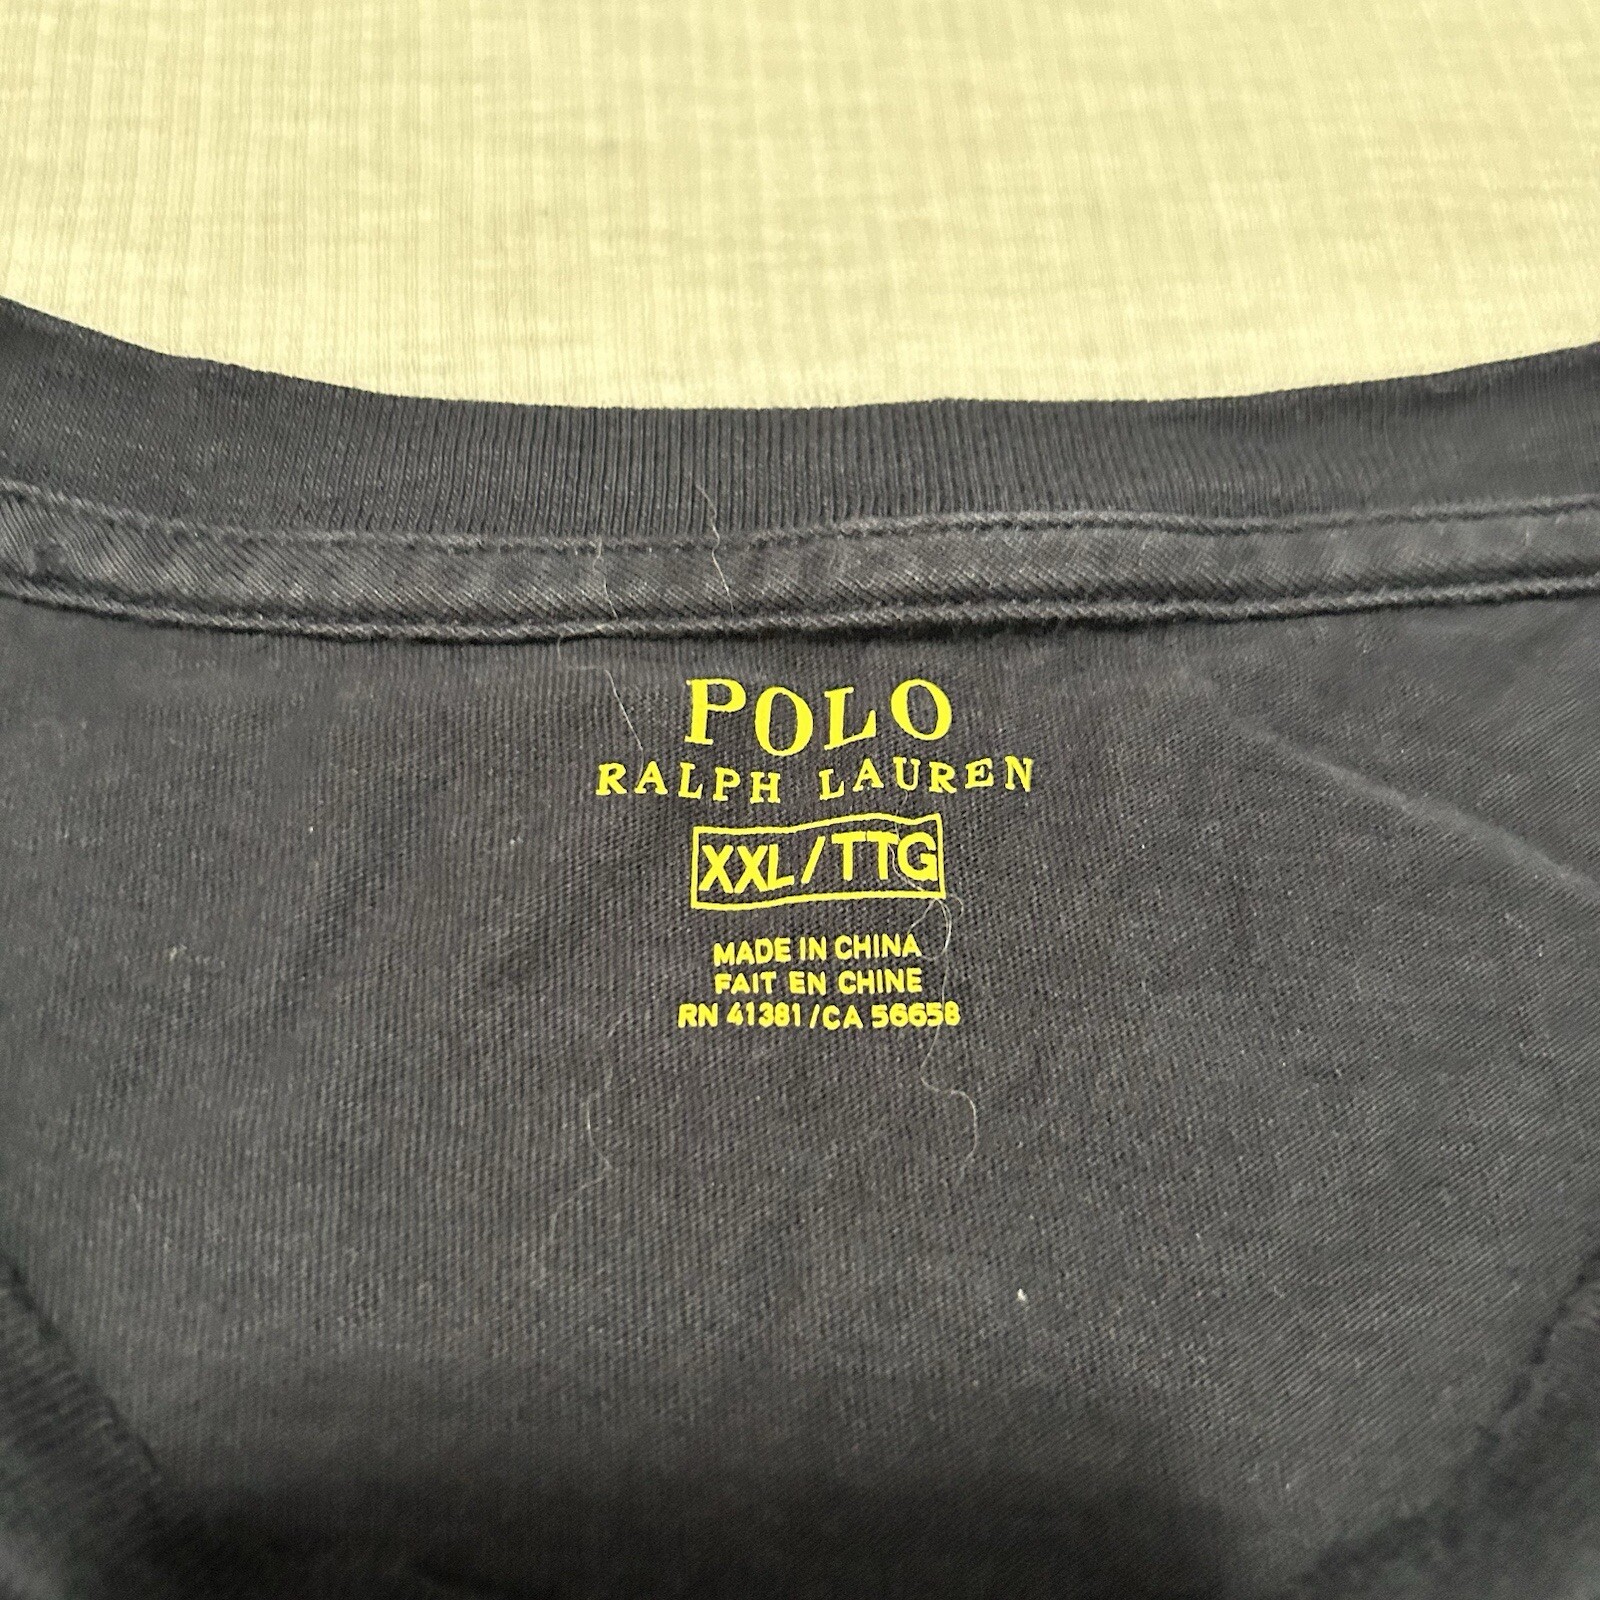 POLO
RALPH LAUREN
XXL/TTG
MADE IN CHINA
FAIT EN CHINE
RN 41381/CA 56658